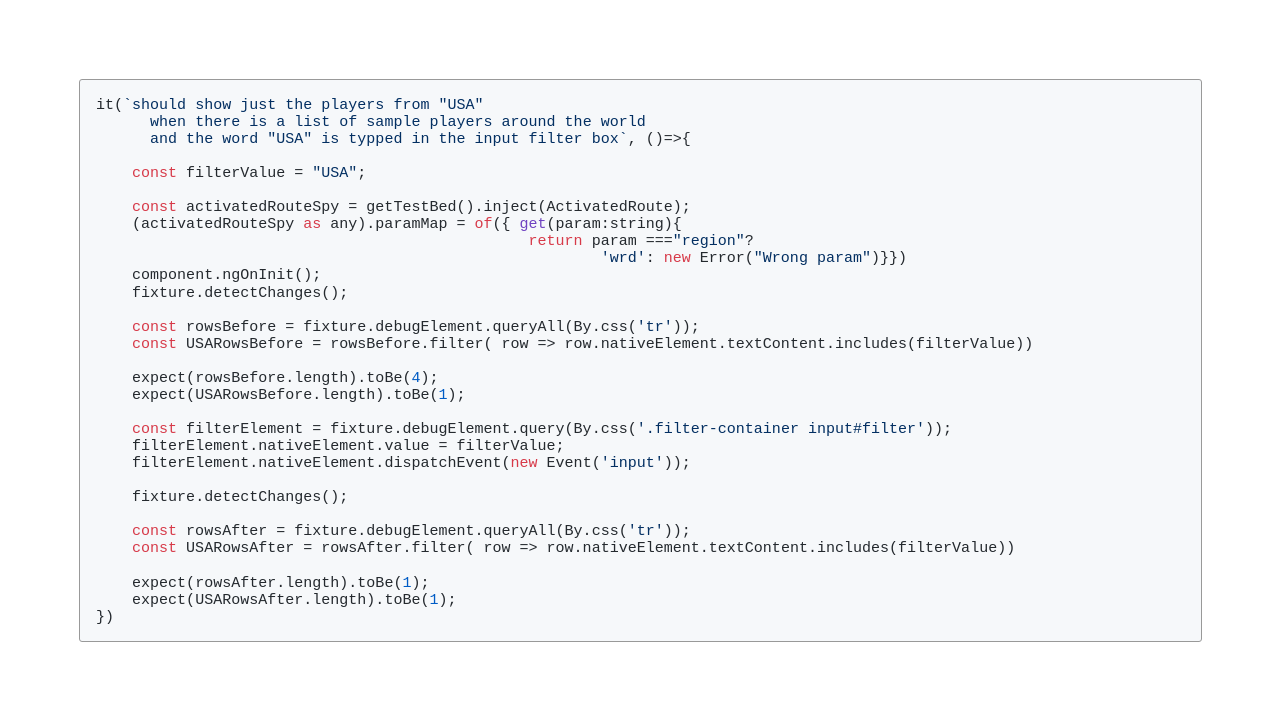 it(`should show just the players from "USA"
      when there is a list of sample players around the world
      and the word "USA" is typped in the input filter box`, ()=>{

    const filterValue = "USA";

    const activatedRouteSpy = getTestBed().inject(ActivatedRoute);
    (activatedRouteSpy as any).paramMap = of({ get(param:string){
                                                return param ==="region"?
                                                        'wrd': new Error("Wrong param")}})
    component.ngOnInit();
    fixture.detectChanges();

    const rowsBefore = fixture.debugElement.queryAll(By.css('tr'));
    const USARowsBefore = rowsBefore.filter( row => row.nativeElement.textContent.includes(filterValue))

    expect(rowsBefore.length).toBe(4);
    expect(USARowsBefore.length).toBe(1);

    const filterElement = fixture.debugElement.query(By.css('.filter-container input#filter'));
    filterElement.nativeElement.value = filterValue;
    filterElement.nativeElement.dispatchEvent(new Event('input'));

    fixture.detectChanges();

    const rowsAfter = fixture.debugElement.queryAll(By.css('tr'));
    const USARowsAfter = rowsAfter.filter( row => row.nativeElement.textContent.includes(filterValue))

    expect(rowsAfter.length).toBe(1);
    expect(USARowsAfter.length).toBe(1);
})